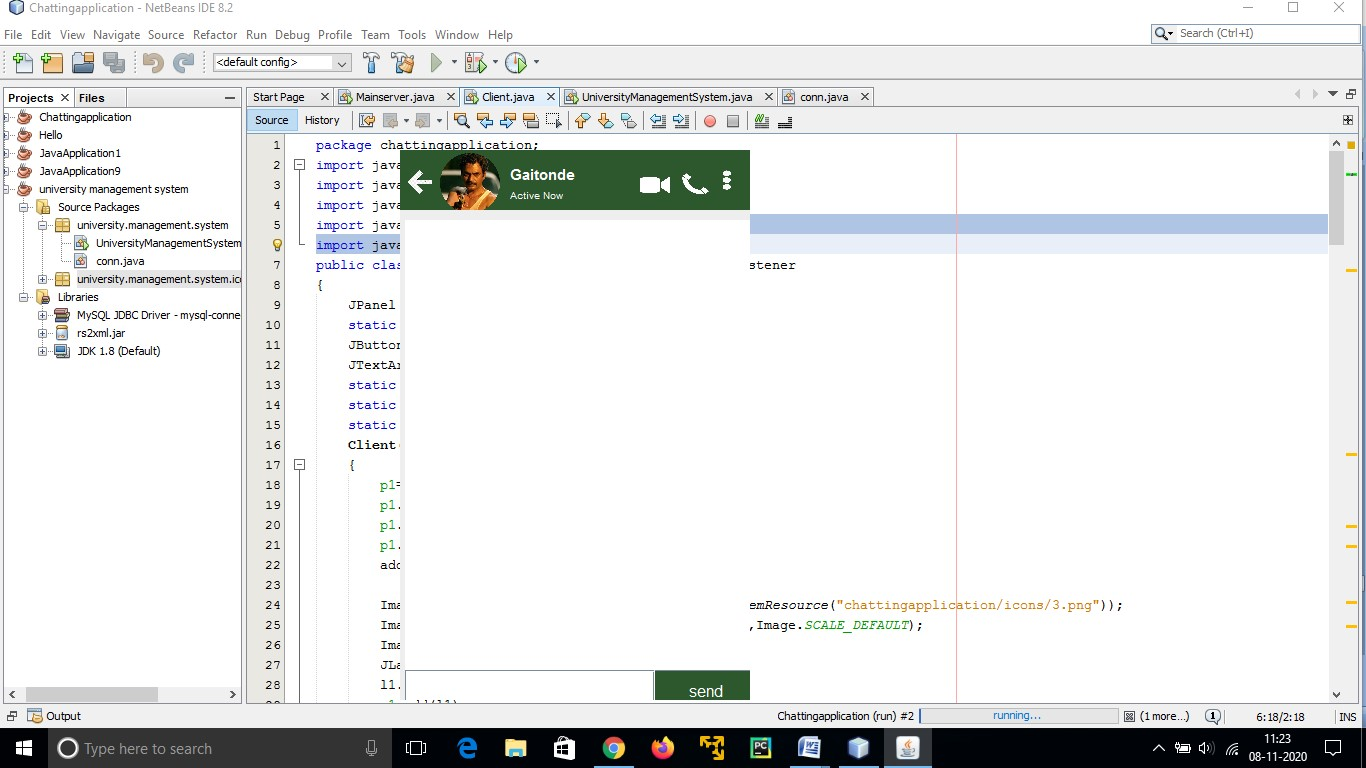 Chattingapplication - NetBeans IDE 8.2
File Edit View Navigate Source Refactor Run Debug Profile Team Tools Window Help
Search (Ctrl+I)
<default config>
Projects Files
Start Page Mainserver.java Client.java UniversityManagementSystem.java conn.java
Source History
Chattingapplication
Hello
JavaApplication1
JavaApplication9
university management system
Source Packages
university.management.system
UniversityManagementSystem
conn.java
university.management.system.ico
Libraries
MySQL JDBC Driver - mysql-conne
rs2xml.jar
JDK 1.8 (Default)
1 package chattingapplication;
2 import java
3 import java
4 import java
5 import java
6 import java
7 public clas stener
8 {
9 JPanel
10 static
11 JButton
12 JTextAr
13 static
14 static
15 static
16 Client
17 {
18 p1=
19 p1.
20 p1.
21 p1.
22 add
23
24 Ima emResource("chattingapplication/icons/3.png"));
25 Ima ,Image.SCALE_DEFAULT);
26 Ima
27 JLa
28 l1.
Gaitonde
Active Now
send
Output
Chattingapplication (run) #2 running... (1 more...) 1 6:18/2:18 INS
Type here to search
11:23
08-11-2020